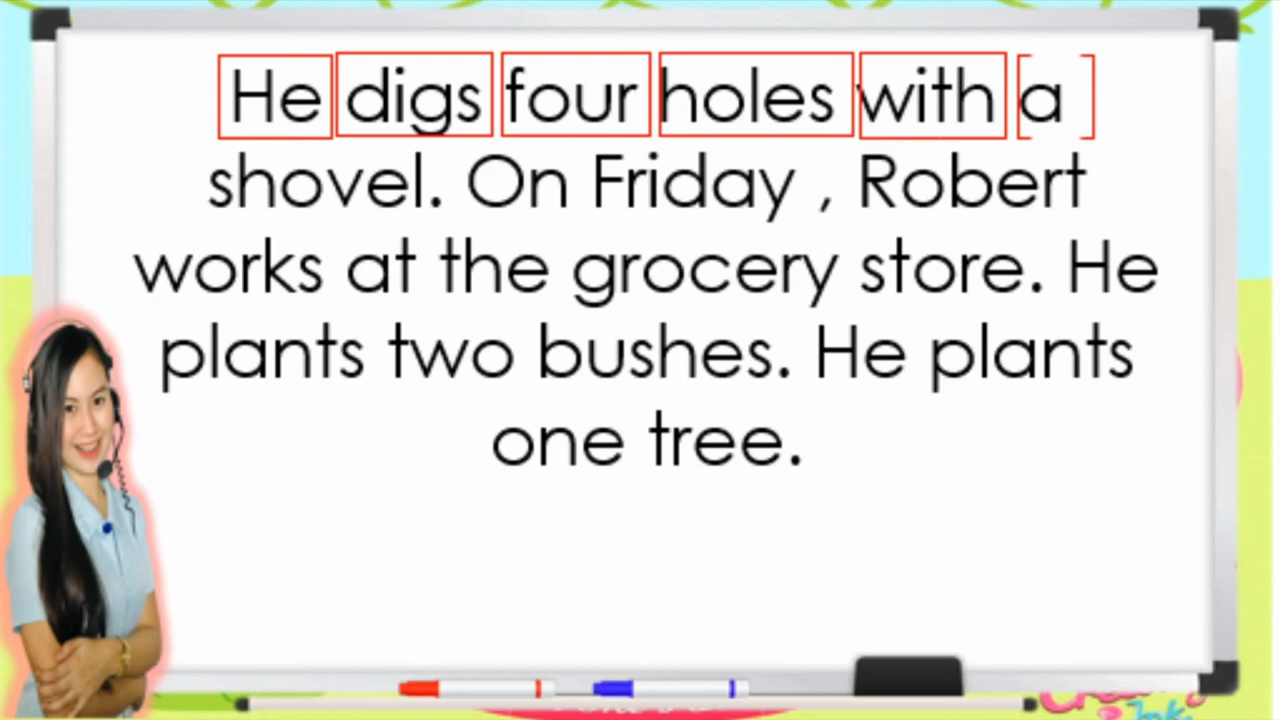 He digs four holes with a
shovel. On Friday , Robert
works at the grocery store. He
plants two bushes. He plants
one tree.